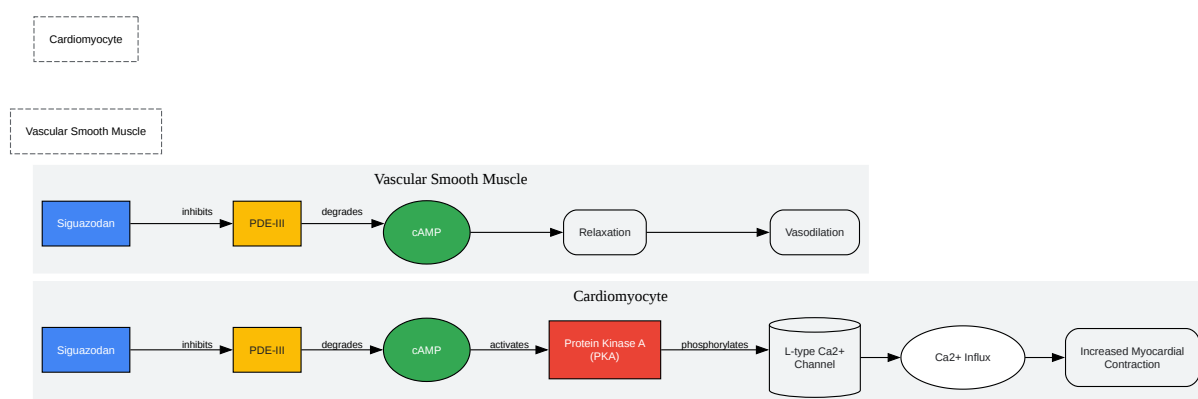 Cardiomyocyte
Vascular Smooth Muscle
Vascular Smooth Muscle
Siguazodan
inhibits
PDE-III
degrades
cAMP
Relaxation
Vasodilation
Cardiomyocyte
Siguazodan
inhibits
PDE-III
degrades
cAMP
activates
Protein Kinase A
(PKA)
phosphorylates
L-type Ca2+
Channel
Ca2+ Influx
Increased Myocardial
Contraction